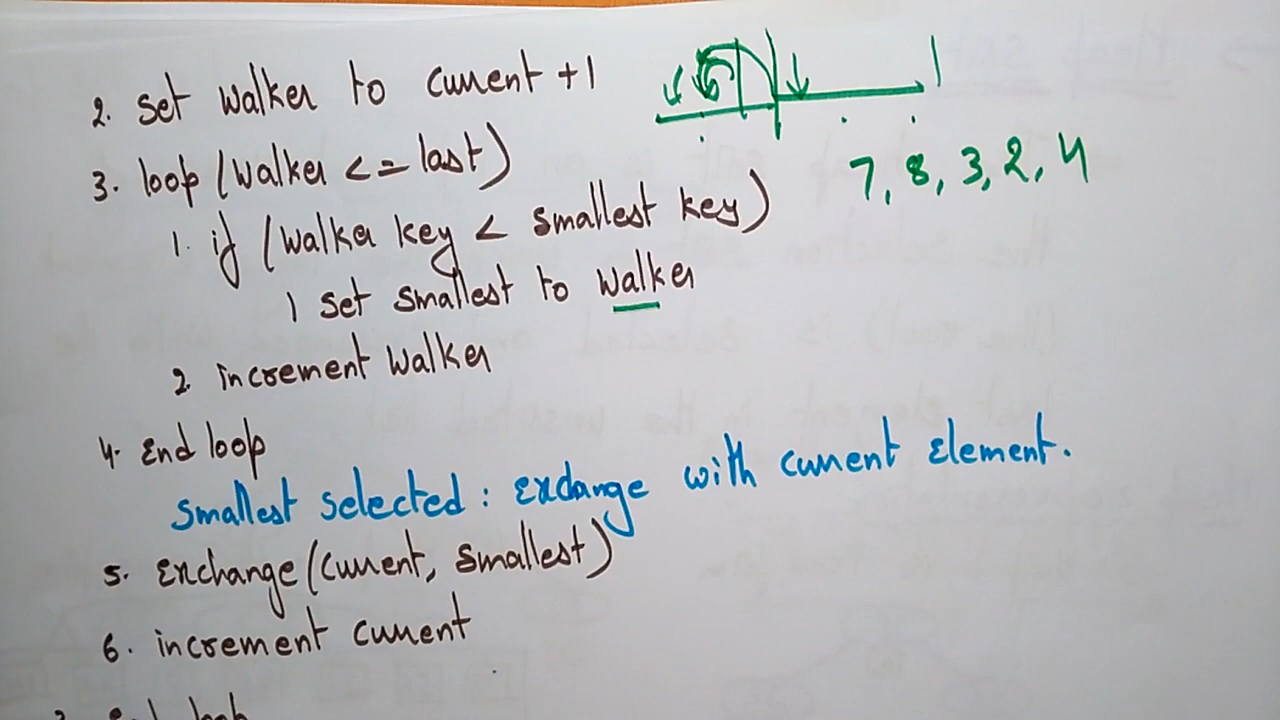 2. Set walker to current +1
3. loop (walker <= last)
7, 8, 3, 2, 4
1. if (walker key < smallest key)
1 set smallest to walker
2. increment walker
4. End loop
Smallest selected : Exchange with current Element.
5. Exchange (current, smallest)
6. increment current
End loop